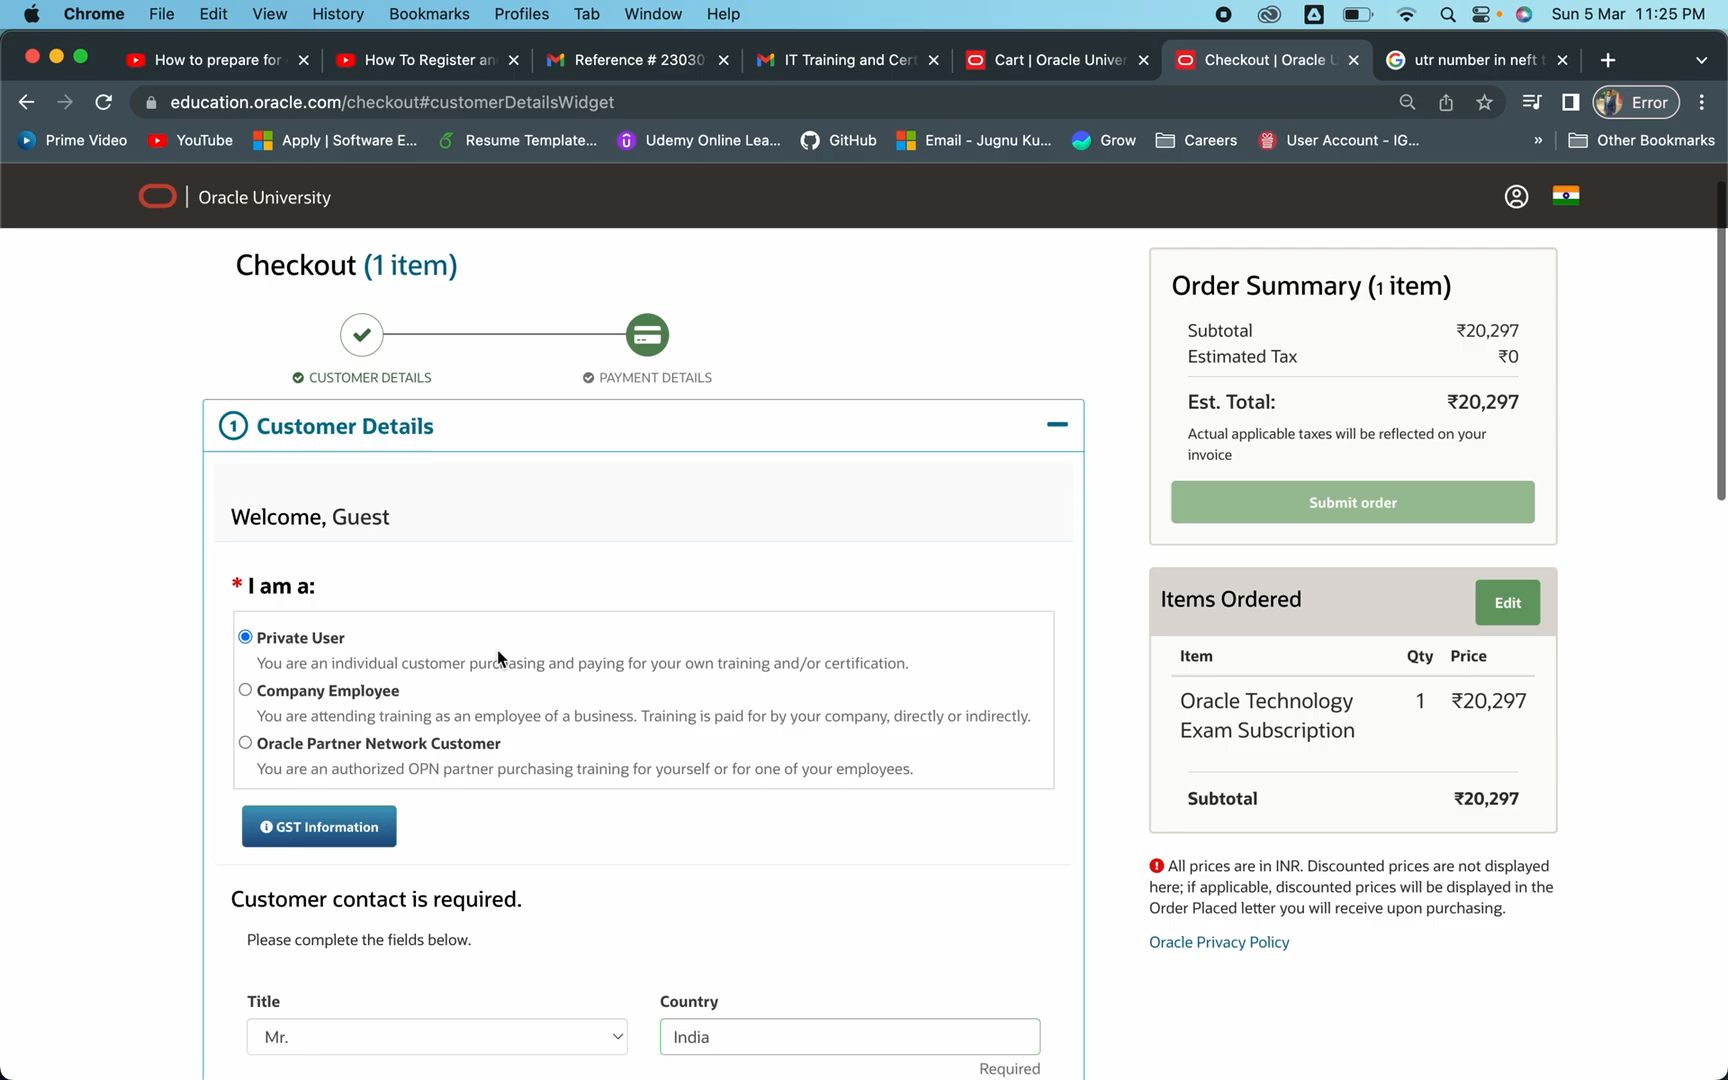 Chrome File Edit View History Bookmarks Profiles Tab Window Help Sun 5 Mar 11:25 PM
How to prepare for How To Register an Reference # 23030 IT Training and Cert Cart | Oracle Univer Checkout | Oracle U utr number in neft t
education.oracle.com/checkout#customerDetailsWidget Error
Prime Video YouTube Apply | Software E... Resume Template... Udemy Online Lea... GitHub Email - Jugnu Ku... Grow Careers User Account - IG... » Other Bookmarks
Oracle University
Checkout (1 item)
CUSTOMER DETAILS PAYMENT DETAILS
1 Customer Details
Welcome, Guest
* I am a:
Private User
You are an individual customer purchasing and paying for your own training and/or certification.
Company Employee
You are attending training as an employee of a business. Training is paid for by your company, directly or indirectly.
Oracle Partner Network Customer
You are an authorized OPN partner purchasing training for yourself or for one of your employees.
GST Information
Customer contact is required.
Please complete the fields below.
Title Country
Mr. India
Required
Order Summary (1 item)
Subtotal ₹20,297
Estimated Tax ₹0
Est. Total: ₹20,297
Actual applicable taxes will be reflected on your
invoice
Submit order
Items Ordered Edit
Item Qty Price
Oracle Technology 1 ₹20,297
Exam Subscription
Subtotal ₹20,297
All prices are in INR. Discounted prices are not displayed
here; if applicable, discounted prices will be displayed in the
Order Placed letter you will receive upon purchasing.
Oracle Privacy Policy